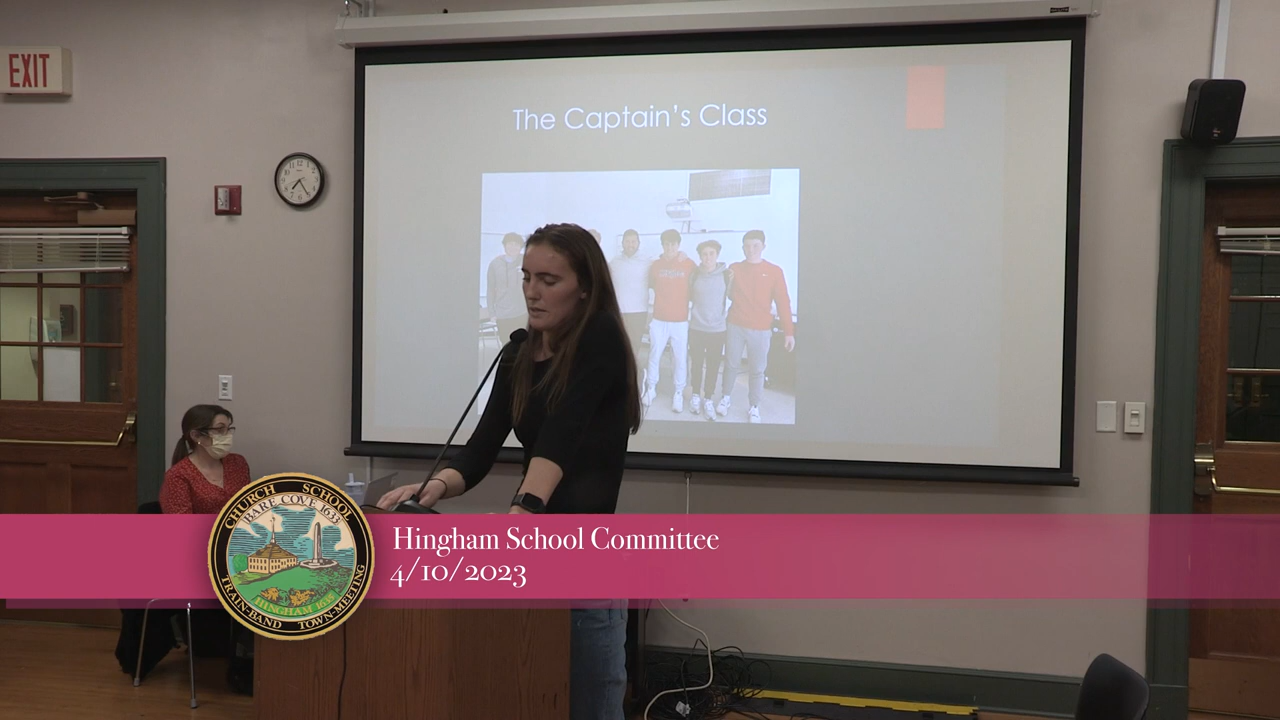 EXIT
The Captain's Class
CHURCH SCHOOL
BARE COVE 1633
HINGHAM 1635
TRAIN-BAND TOWN-MEETING
Hingham School Committee
4/10/2023